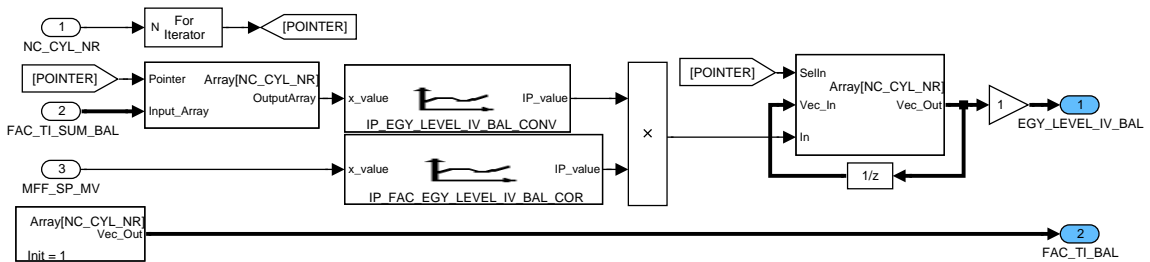 1
NC_CYL_NR
N
For
Iterator
[POINTER]
[POINTER]
2
FAC_TI_SUM_BAL
Pointer
Array[NC_CYL_NR]
OutputArray
Input_Array
x_value
IP_value
IP_EGY_LEVEL_IV_BAL_CONV
3
MFF_SP_MV
x_value
IP_value
IP_FAC_EGY_LEVEL_IV_BAL_COR
×
[POINTER]
SelIn
Array[NC_CYL_NR]
Vec_In
Vec_Out
In
1/z
1
1
EGY_LEVEL_IV_BAL
Array[NC_CYL_NR]
Vec_Out
Init = 1
2
FAC_TI_BAL